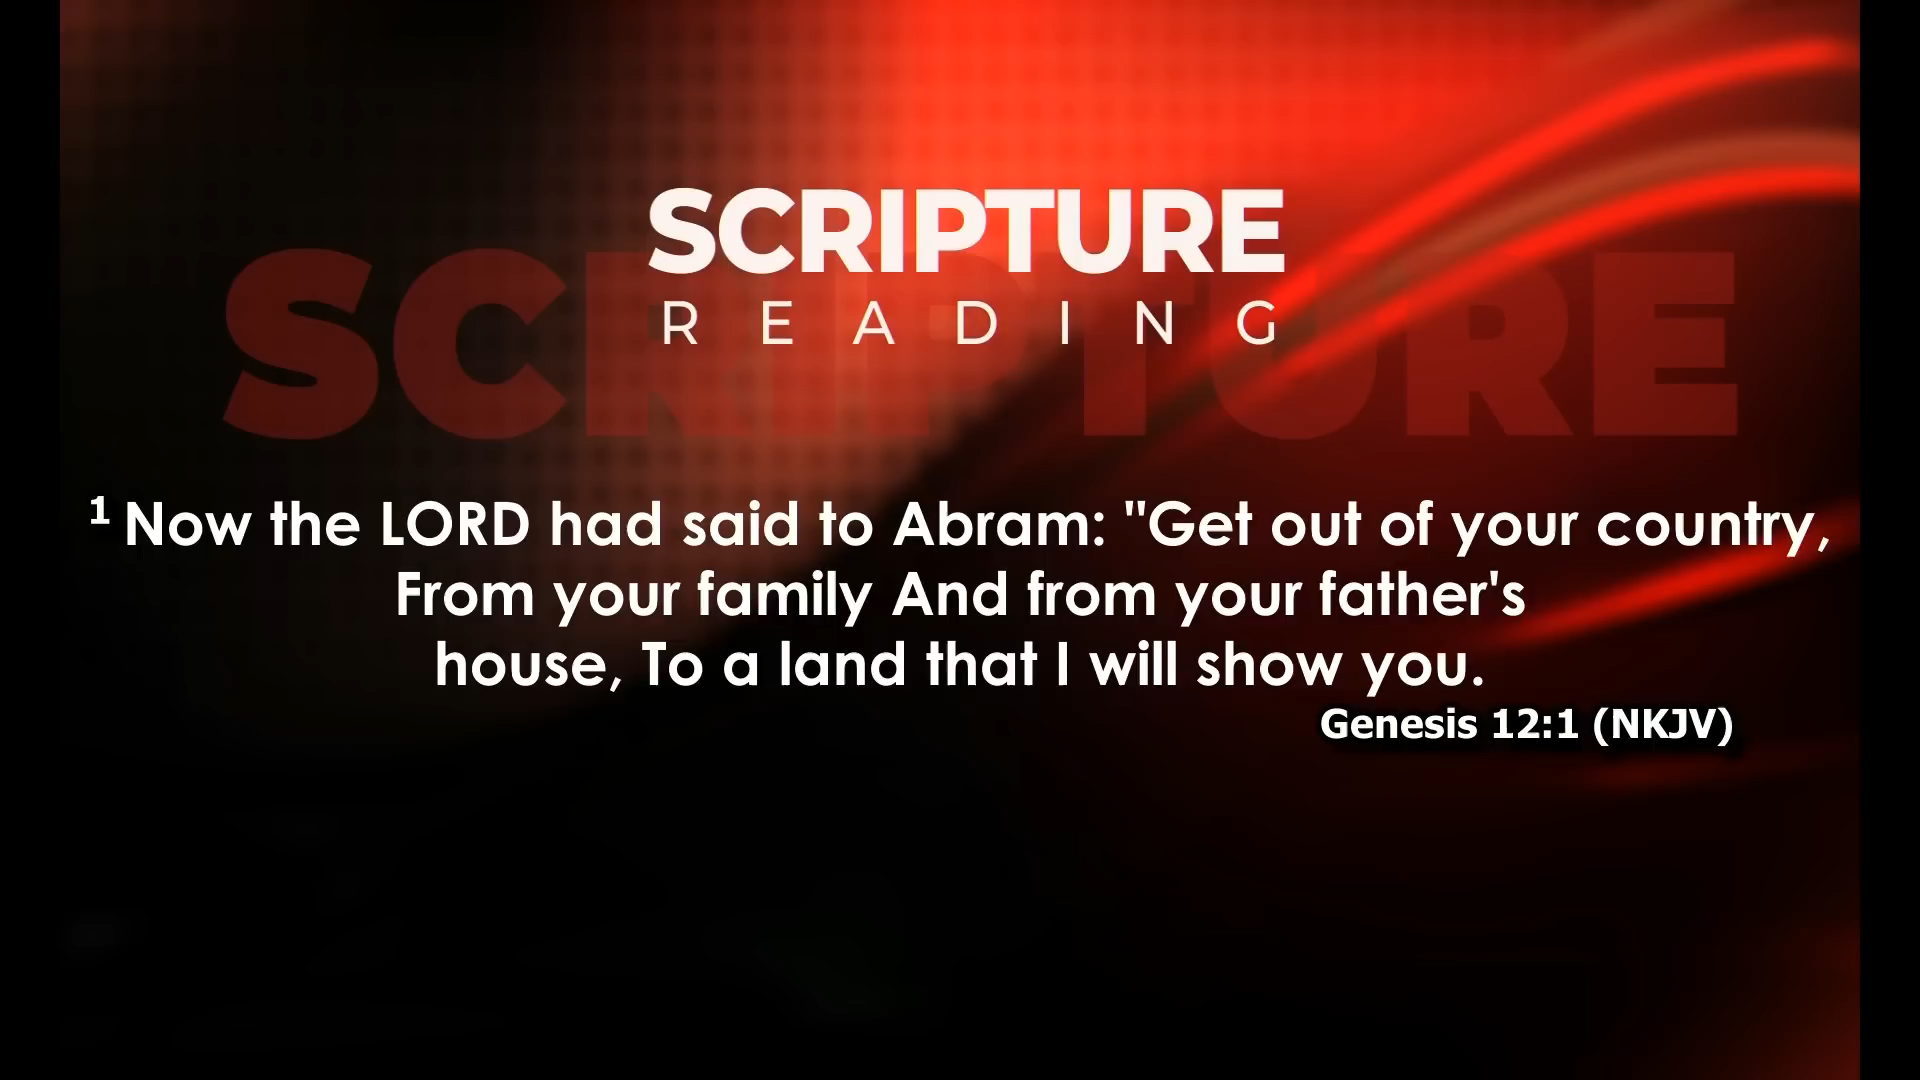 SCRIPTURE
READING
SCRIPTURE
1 Now the LORD had said to Abram: "Get out of your country,
From your family And from your father's
house, To a land that I will show you.
Genesis 12:1 (NKJV)